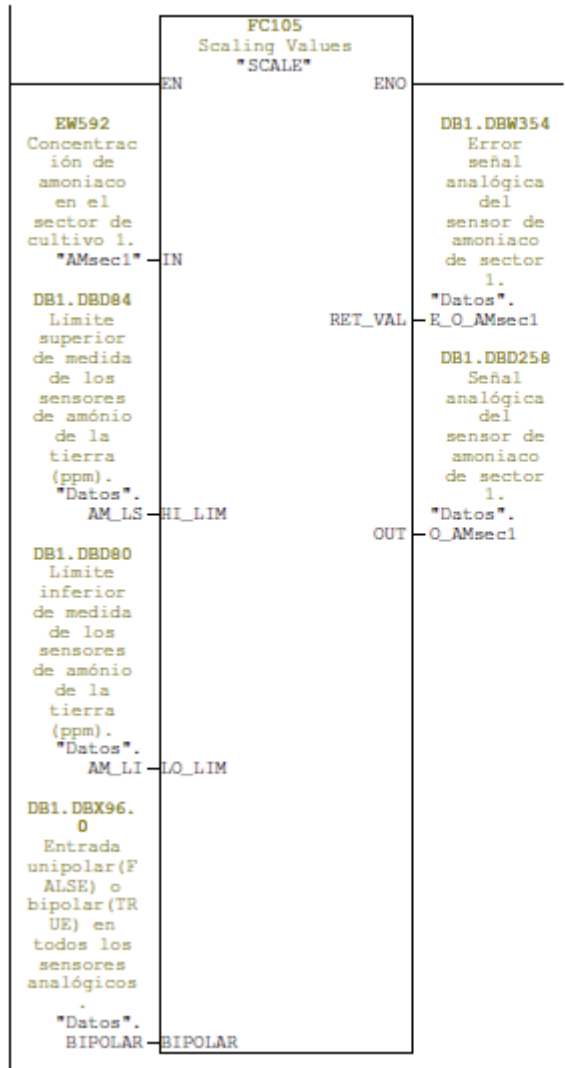 FC105
Scaling Values
"SCALE"
EN
ENO
EW592
Concentrac
ión de
amoniaco
en el
sector de
cultivo 1.
"AMsec1"
IN
DB1.DBD84
Límite
superior
de medida
de los
sensores
de amónio
de la
tierra
(ppm).
"Datos".
AM_LS
HI_LIM
DB1.DBD80
Límite
inferior
de medida
de los
sensores
de amónio
de la
tierra
(ppm).
"Datos".
AM_LI
LO_LIM
DB1.DBX96.
0
Entrada
unipolar(F
ALSE) o
bipolar(TR
UE) en
todos los
sensores
analógicos
.
"Datos".
BIPOLAR
BIPOLAR
DB1.DBW354
Error
señal
analógica
del
sensor de
amoniaco
de sector
1.
"Datos".
RET_VAL
E_O_AMsec1
DB1.DBD258
Señal
analógica
del
sensor de
amoniaco
de sector
1.
"Datos".
OUT
O_AMsec1